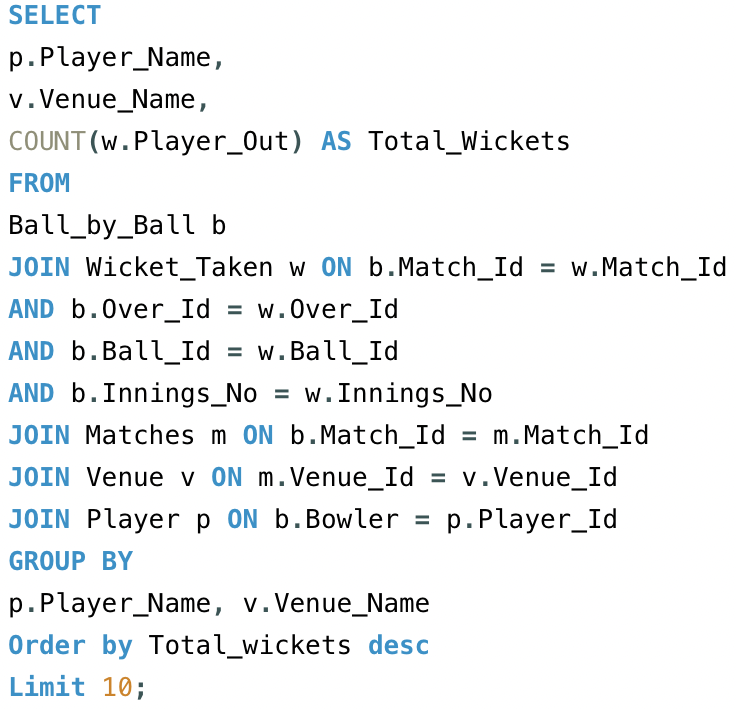 SELECT
p.Player_Name,
v.Venue_Name,
COUNT(w.Player_Out) AS Total_Wickets
FROM
Ball_by_Ball b
JOIN Wicket_Taken w ON b.Match_Id = w.Match_Id
AND b.Over_Id = w.Over_Id
AND b.Ball_Id = w.Ball_Id
AND b.Innings_No = w.Innings_No
JOIN Matches m ON b.Match_Id = m.Match_Id
JOIN Venue v ON m.Venue_Id = v.Venue_Id
JOIN Player p ON b.Bowler = p.Player_Id
GROUP BY
p.Player_Name, v.Venue_Name
Order by Total_wickets desc
Limit 10;